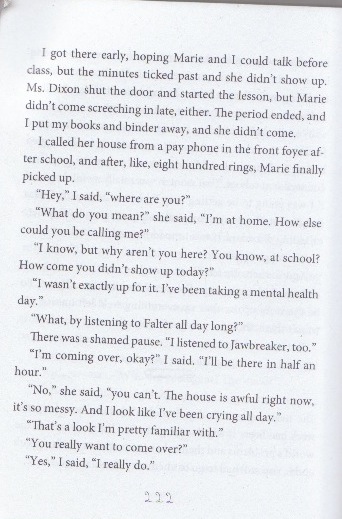 I got there early, hoping Marie and I could talk before
class, but the minutes ticked past and she didn't show up.
Ms. Dixon shut the door and started the lesson, but Marie
didn't come screeching in late, either. The period ended, and
I put my books and binder away, and she didn't come.
I called her house from a pay phone in the front foyer af-
ter school, and after, like, eight hundred rings, Marie finally
picked up.
"Hey," I said, "where are you?"
"What do you mean?" she said, "I'm at home. How else
could you be calling me?"
"I know, but why aren't you here? You know, at school?
How come you didn't show up today?"
"I wasn't exactly up for it. I've been taking a mental health
day."
"What, by listening to Falter all day long?"
There was a shamed pause. "I listened to Jawbreaker, too."
"I'm coming over, okay?" I said. "I'll be there in half an
hour."
"No," she said, "you can't. The house is awful right now,
it's so messy. And I look like I've been crying all day."
"That's a look I'm pretty familiar with."
"You really want to come over?"
"Yes," I said, "I really do."
222